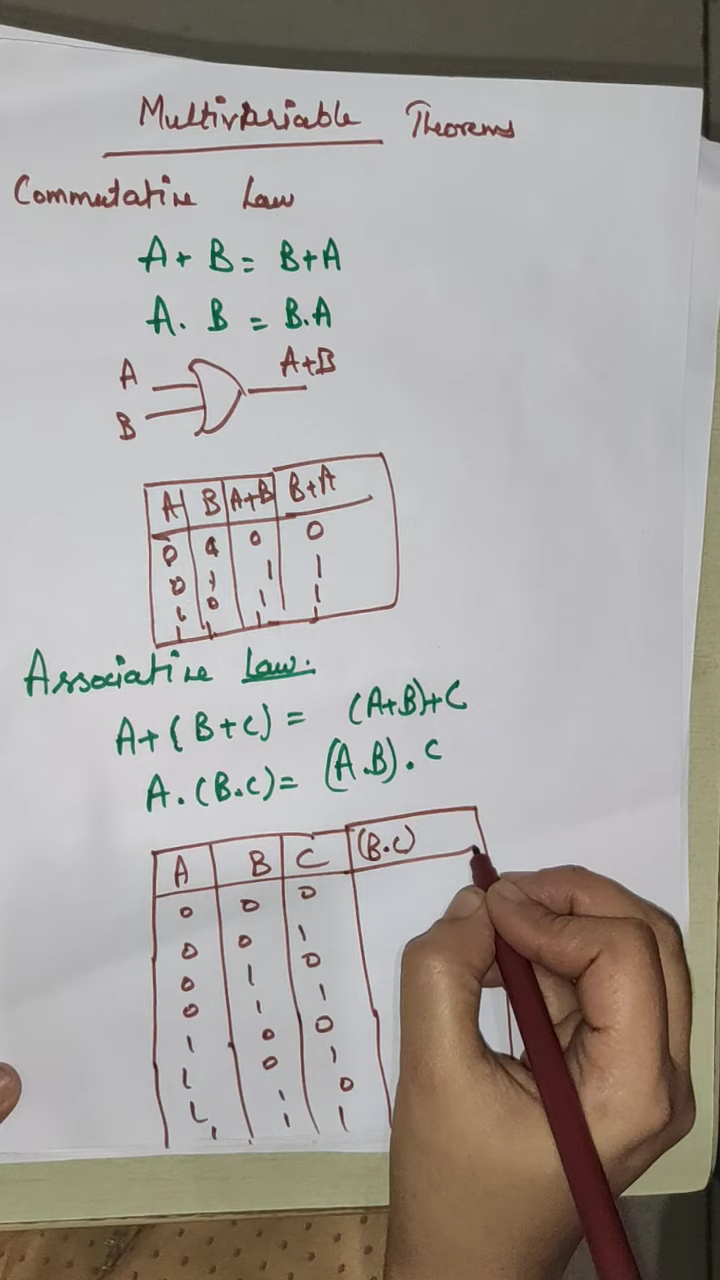 Multivariable Theorems
Commutative Law
A + B = B+A
A. B = B.A
A
A+B
B
A B A+B B+A
0 0 0 0
0 1 1 1
1 0 1 1
1 1 1 1
Associative Law.
A+(B+C) = (A+B)+C
A.(B.C)= (A.B).C
A B C (B.C)
0 0 0
0 0 1
0 1 0
0 1 1
1 0 0
1 0 1
1 1 0
1 1 1